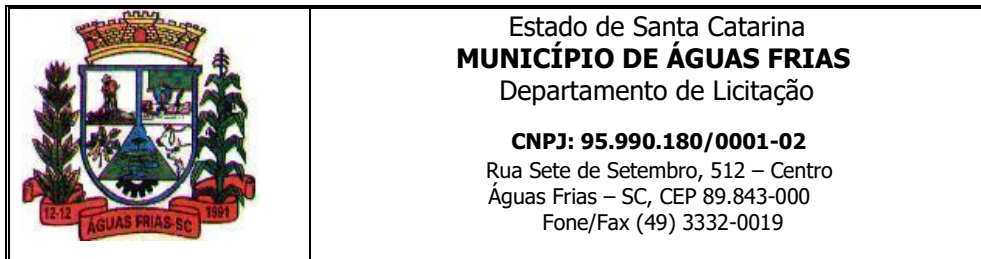 Estado de Santa Catarina
MUNICÍPIO DE ÁGUAS FRIAS
Departamento de Licitação
CNPJ: 95.990.180/0001-02
Rua Sete de Setembro, 512 – Centro
Águas Frias – SC, CEP 89.843-000
Fone/Fax (49) 3332-0019
12-12
ÁGUAS FRIAS-SC
1991